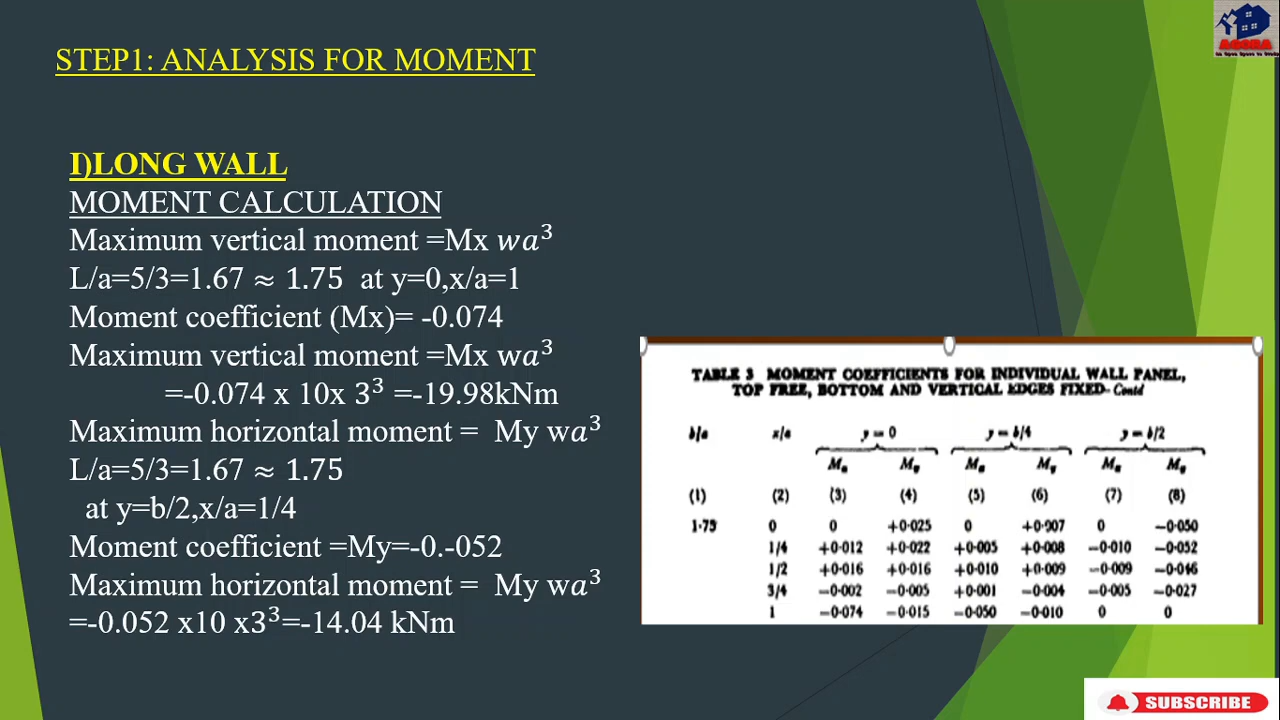 STEP1: ANALYSIS FOR MOMENT
AGORA
I)LONG WALL
MOMENT CALCULATION
Maximum vertical moment =Mx 𝑤𝑎³
L/a=5/3=1.67 ≈ 1.75 at y=0,x/a=1
Moment coefficient (Mx)= -0.074
Maximum vertical moment =Mx w𝑎³
=-0.074 x 10x 3³ =-19.98kNm
Maximum horizontal moment = My w𝑎³
L/a=5/3=1.67 ≈ 1.75
at y=b/2,x/a=1/4
Moment coefficient =My=-0.-052
Maximum horizontal moment = My w𝑎³
=-0.052 x10 x3³=-14.04 kNm
TABLE 3 MOMENT COEFFICIENTS FOR INDIVIDUAL WALL PANEL,
TOP FREE, BOTTOM AND VERTICAL EDGES FIXED—Contd
b/a x/a y = 0 y = b/4 y = b/2
Mx My Mx My Mx My
(1) (2) (3) (4) (5) (6) (7) (8)
1·75 0 0 +0·025 0 +0·007 0 −0·050
1/4 +0·012 +0·022 +0·005 +0·008 −0·010 −0·052
1/2 +0·016 +0·016 +0·010 +0·009 −0·009 −0·046
3/4 −0·002 −0·005 +0·001 −0·004 −0·005 −0·027
1 −0·074 −0·015 −0·050 −0·010 0 0
SUBSCRIBE